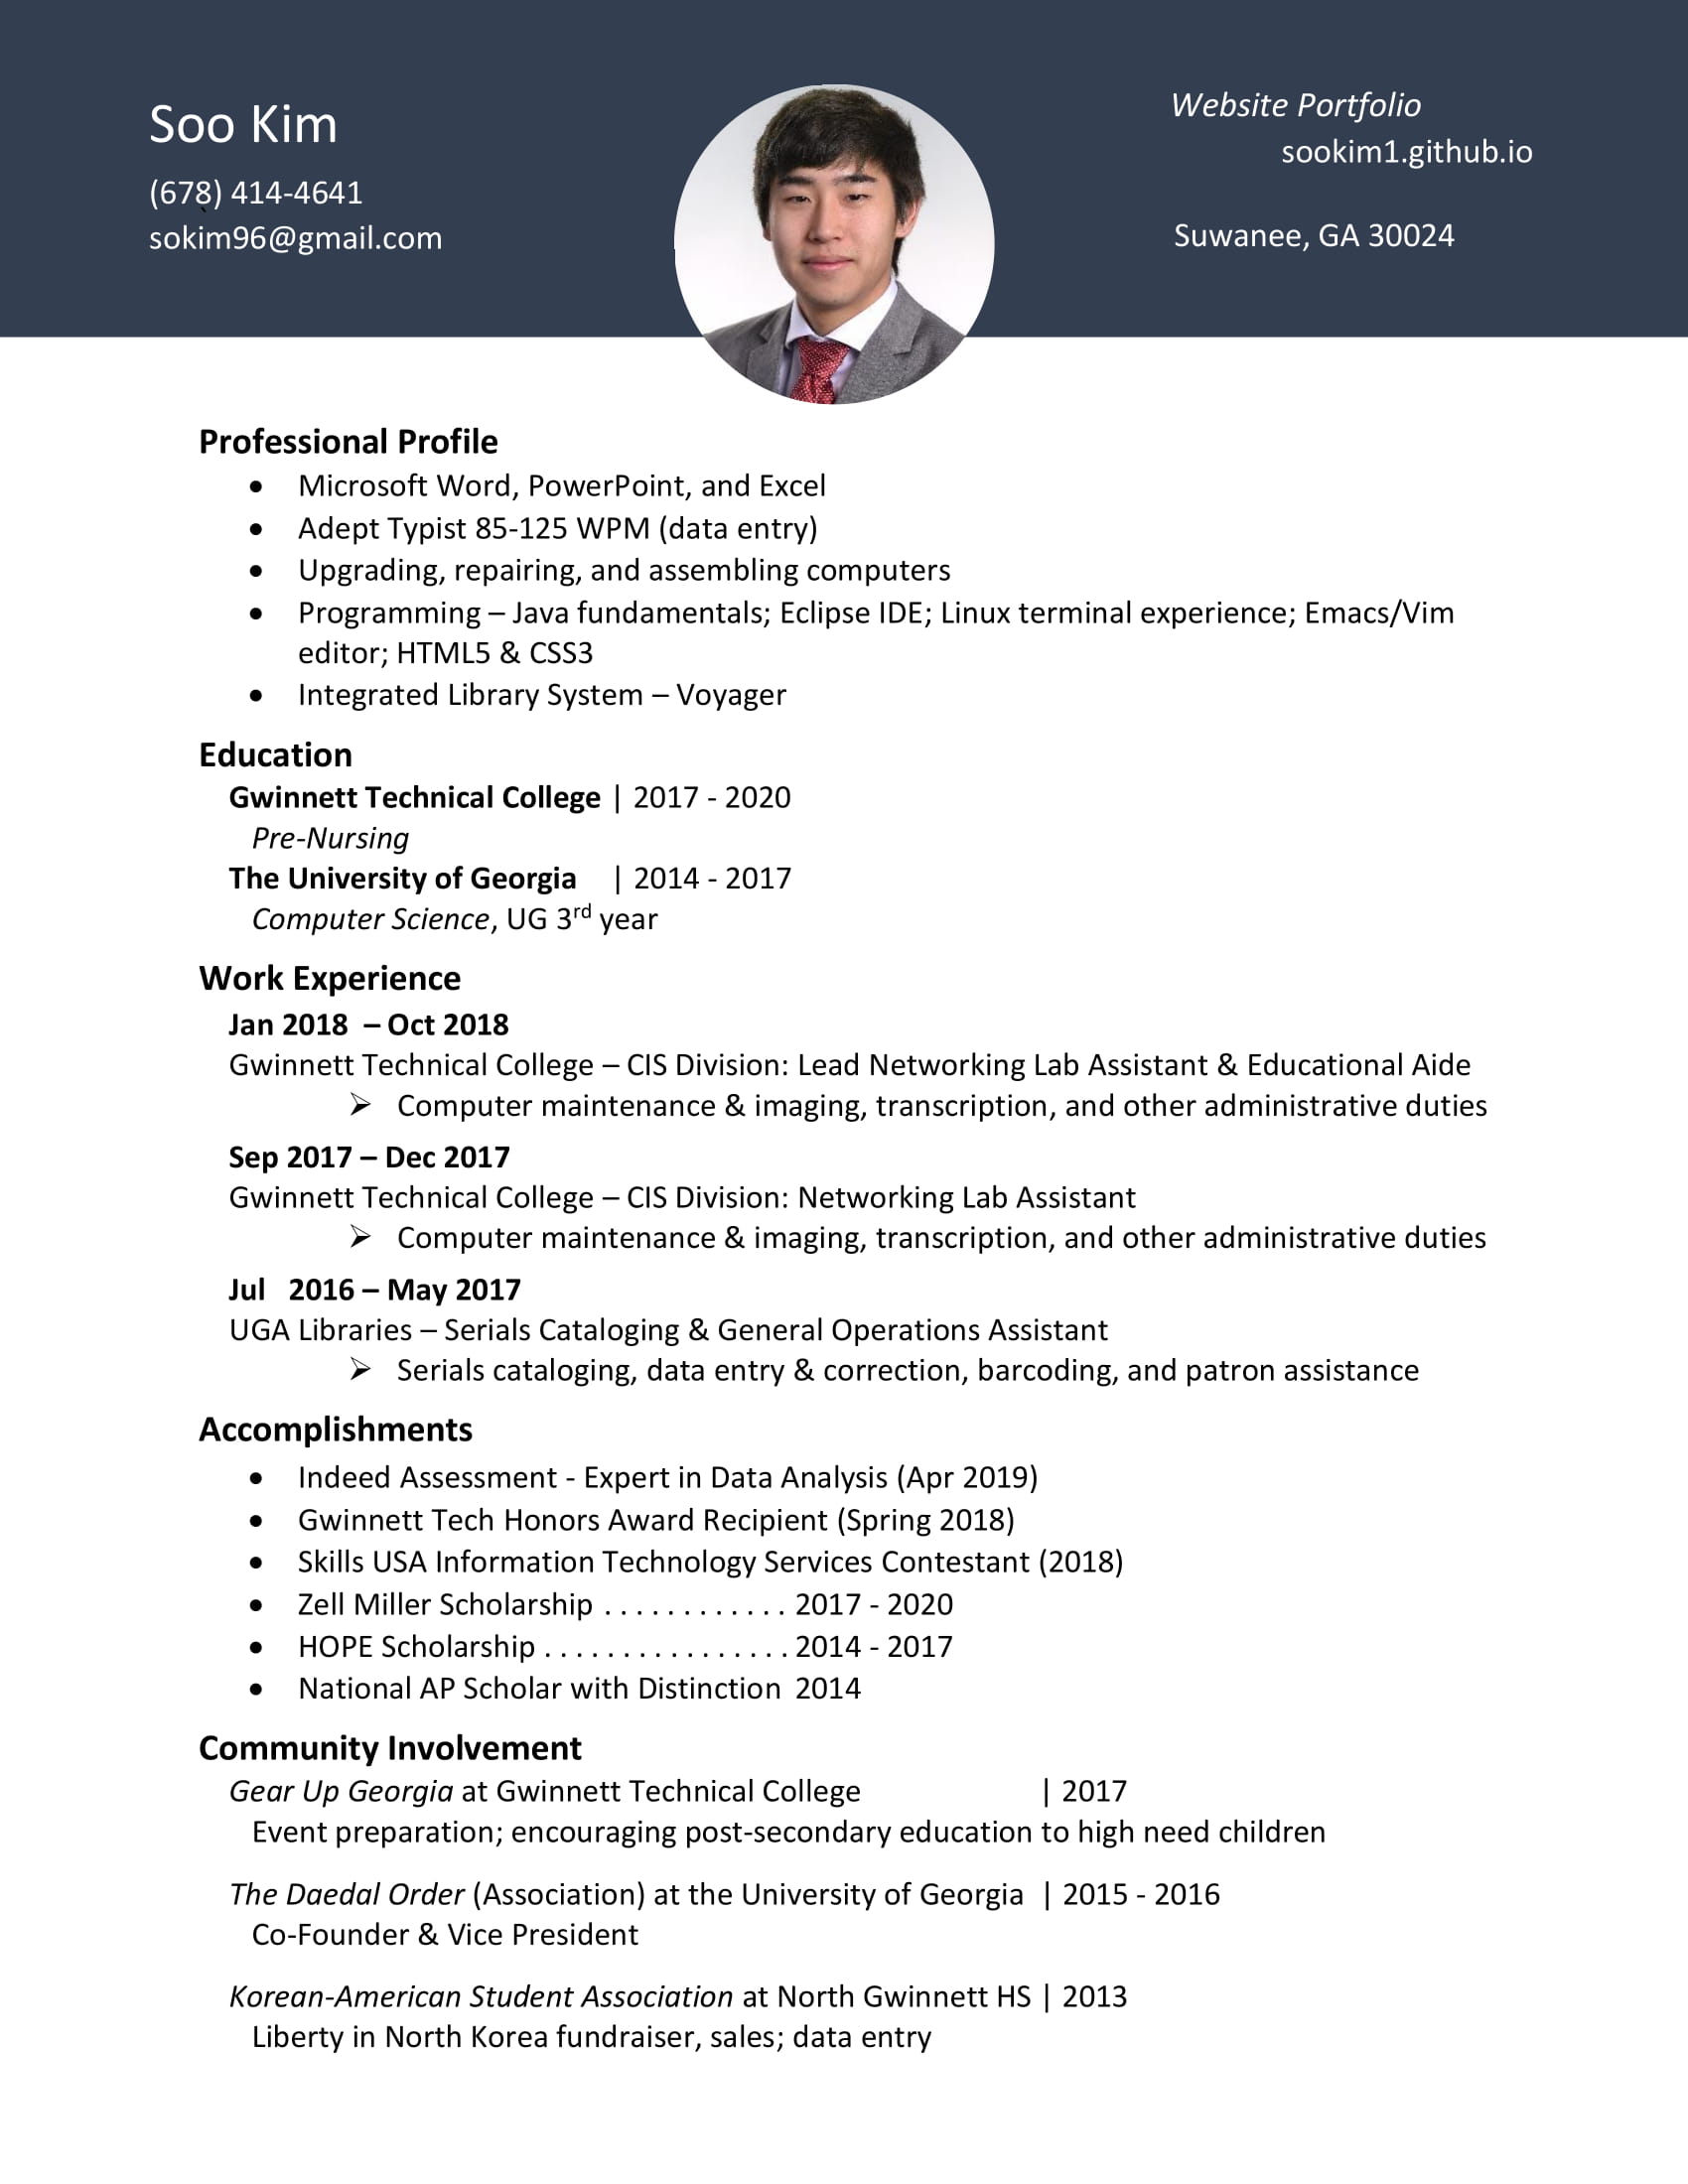 Soo Kim
(678) 414-4641
sokim96@gmail.com
Website Portfolio
sookim1.github.io
Suwanee, GA 30024
Professional Profile
• Microsoft Word, PowerPoint, and Excel
• Adept Typist 85-125 WPM (data entry)
• Upgrading, repairing, and assembling computers
• Programming – Java fundamentals; Eclipse IDE; Linux terminal experience; Emacs/Vim
editor; HTML5 & CSS3
• Integrated Library System – Voyager
Education
Gwinnett Technical College | 2017 - 2020
Pre-Nursing
The University of Georgia | 2014 - 2017
Computer Science, UG 3rd year
Work Experience
Jan 2018 – Oct 2018
Gwinnett Technical College – CIS Division: Lead Networking Lab Assistant & Educational Aide
➢ Computer maintenance & imaging, transcription, and other administrative duties
Sep 2017 – Dec 2017
Gwinnett Technical College – CIS Division: Networking Lab Assistant
➢ Computer maintenance & imaging, transcription, and other administrative duties
Jul 2016 – May 2017
UGA Libraries – Serials Cataloging & General Operations Assistant
➢ Serials cataloging, data entry & correction, barcoding, and patron assistance
Accomplishments
• Indeed Assessment - Expert in Data Analysis (Apr 2019)
• Gwinnett Tech Honors Award Recipient (Spring 2018)
• Skills USA Information Technology Services Contestant (2018)
• Zell Miller Scholarship . . . . . . . . . . . . 2017 - 2020
• HOPE Scholarship . . . . . . . . . . . . . . . . 2014 - 2017
• National AP Scholar with Distinction 2014
Community Involvement
Gear Up Georgia at Gwinnett Technical College | 2017
Event preparation; encouraging post-secondary education to high need children
The Daedal Order (Association) at the University of Georgia | 2015 - 2016
Co-Founder & Vice President
Korean-American Student Association at North Gwinnett HS | 2013
Liberty in North Korea fundraiser, sales; data entry